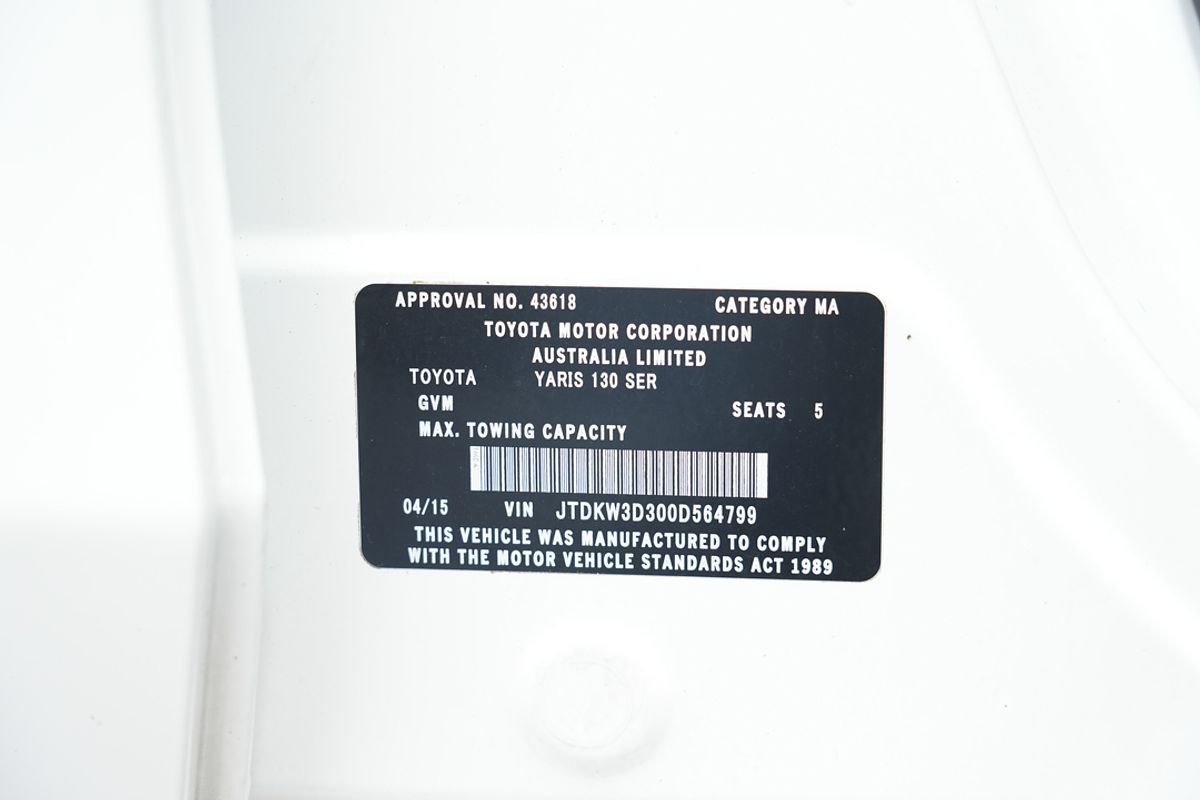 APPROVAL NO. 43618 CATEGORY MA
TOYOTA MOTOR CORPORATION
AUSTRALIA LIMITED
TOYOTA YARIS 130 SER
GVM SEATS 5
MAX. TOWING CAPACITY
04/15 VIN JTDKW3D300D564799
THIS VEHICLE WAS MANUFACTURED TO COMPLY
WITH THE MOTOR VEHICLE STANDARDS ACT 1989